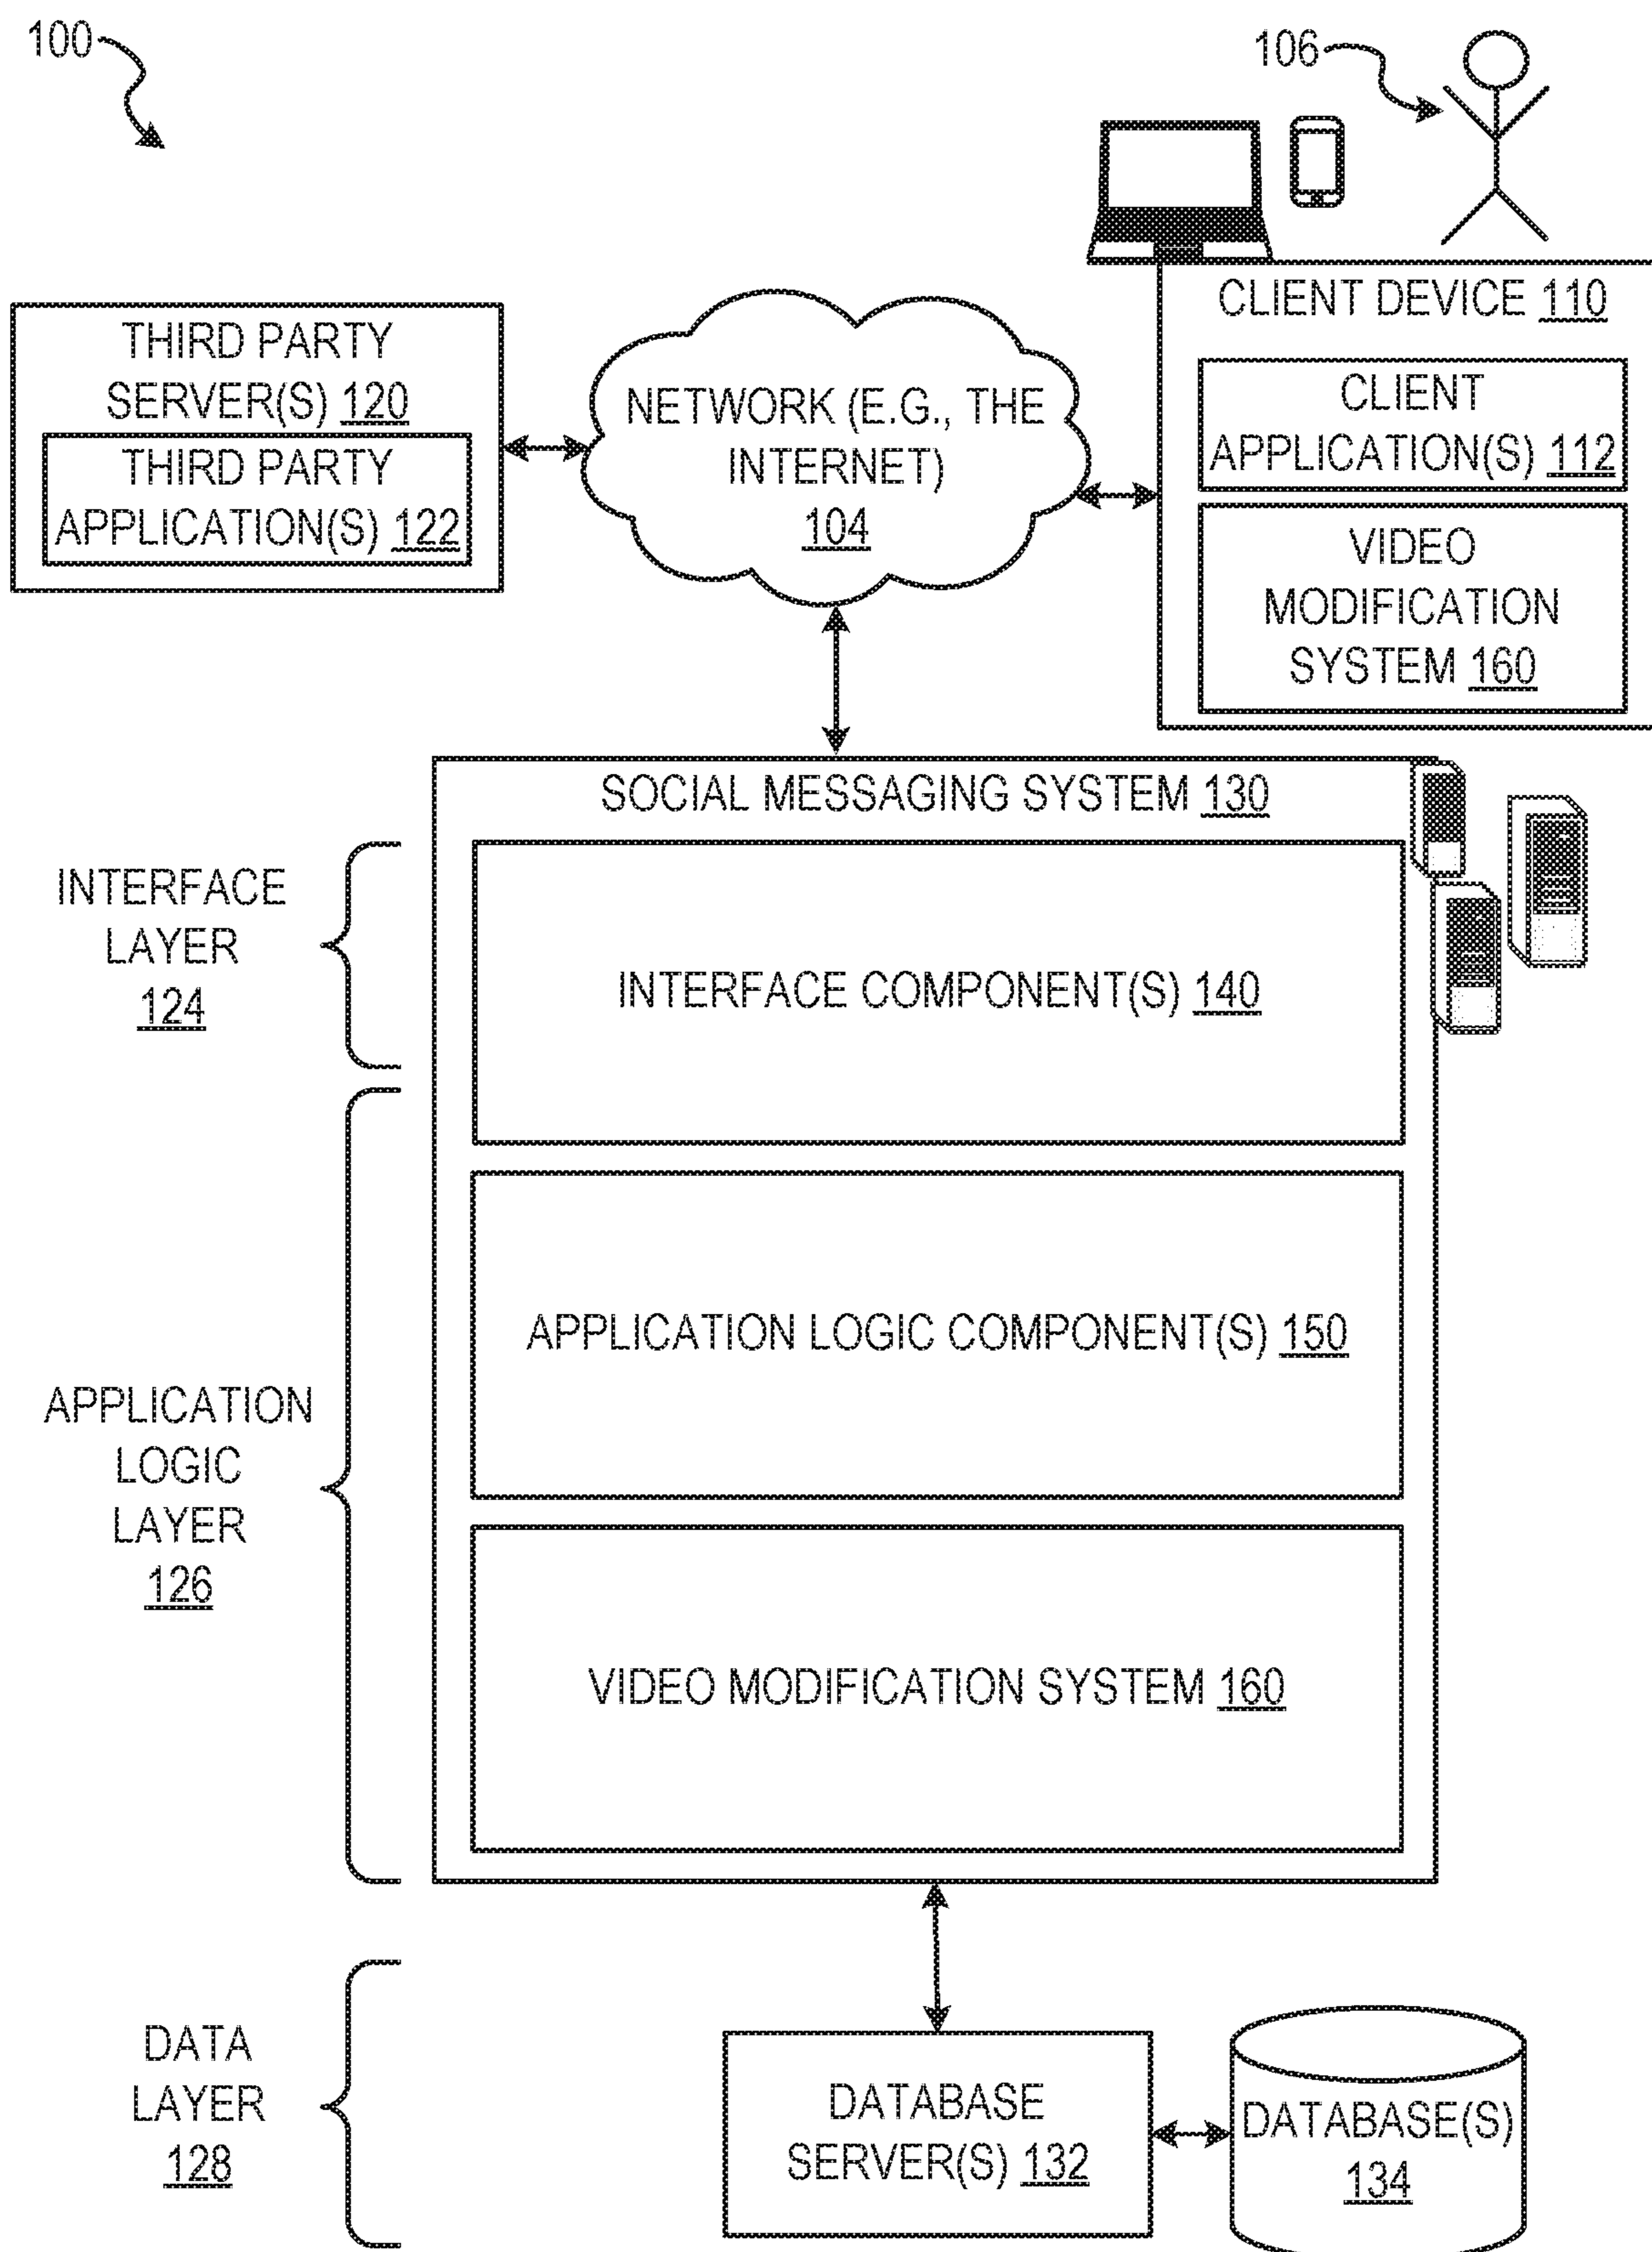 100
106
CLIENT DEVICE 110
CLIENT
APPLICATION(S) 112
VIDEO
MODIFICATION
SYSTEM 160
THIRD PARTY
SERVER(S) 120
THIRD PARTY
APPLICATION(S) 122
NETWORK (E.G., THE
INTERNET)
104
SOCIAL MESSAGING SYSTEM 130
INTERFACE
LAYER
124
INTERFACE COMPONENT(S) 140
APPLICATION LOGIC COMPONENT(S) 150
APPLICATION
LOGIC
LAYER
126
VIDEO MODIFICATION SYSTEM 160
DATA
LAYER
128
DATABASE
SERVER(S) 132
DATABASE(S)
134